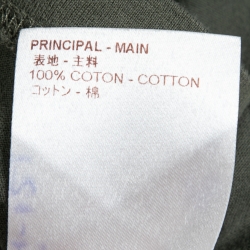 PRINCIPAL - MAIN
表地 - 主料
100% COTON - COTTON
コットン - 棉